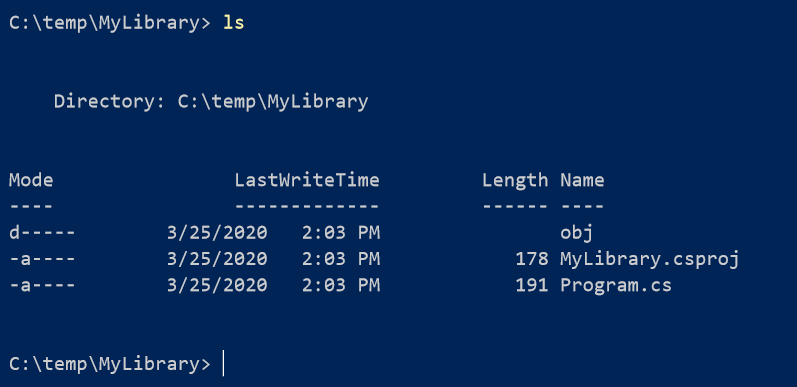 C:\temp\MyLibrary> ls
Directory: C:\temp\MyLibrary
Mode                LastWriteTime         Length Name
----                -------------         ------ ----
d-----        3/25/2020   2:03 PM                obj
-a----        3/25/2020   2:03 PM            178 MyLibrary.csproj
-a----        3/25/2020   2:03 PM            191 Program.cs
C:\temp\MyLibrary>